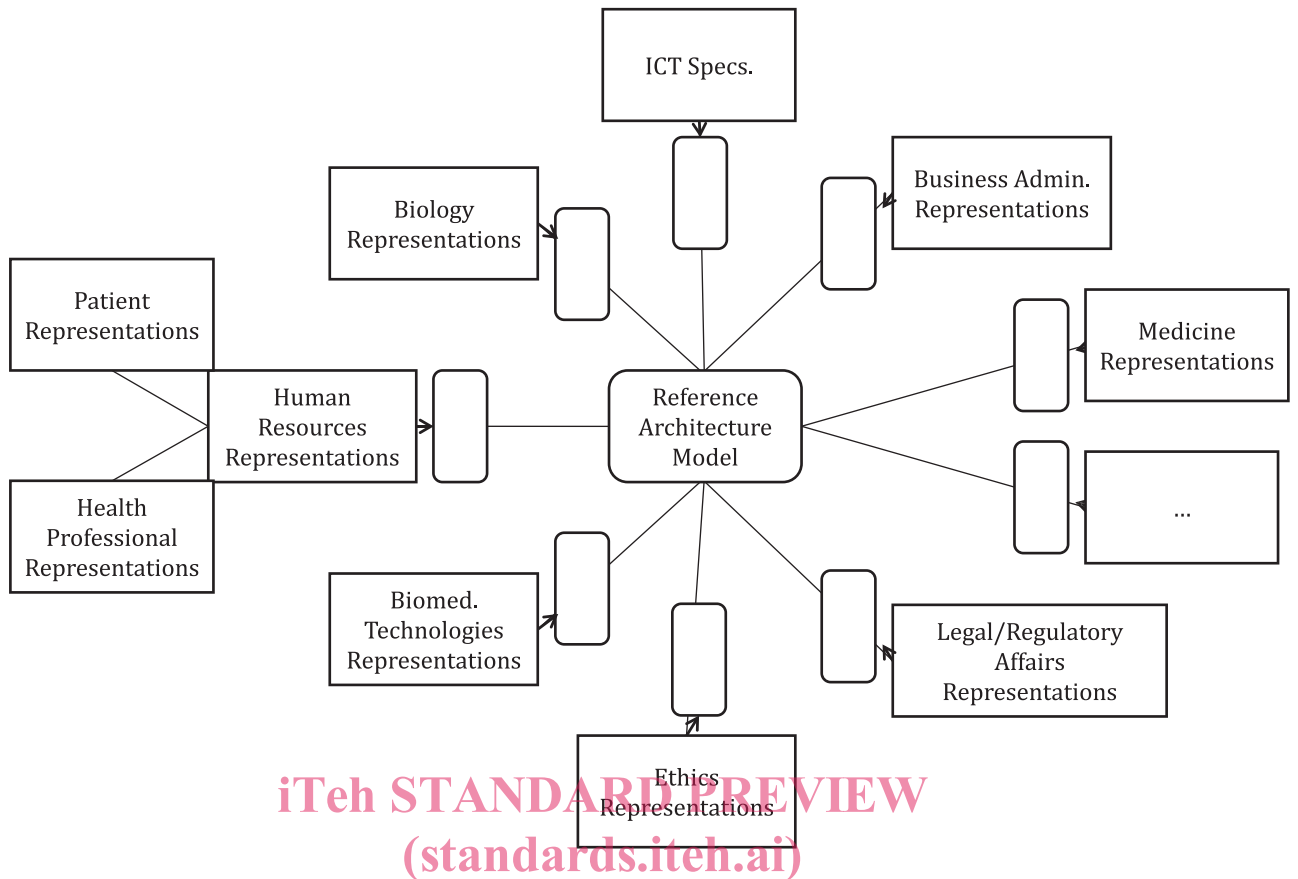 ICT Specs.
Business Admin.
Representations
Biology
Representations
Patient
Representations
Medicine
Representations
Human
Resources
Representations
Reference
Architecture
Model
...
Health
Professional
Representations
Biomed.
Technologies
Representations
Legal/Regulatory
Affairs
Representations
Ethics
Representations
iTeh STANDARD PREVIEW
(standards.iteh.ai)